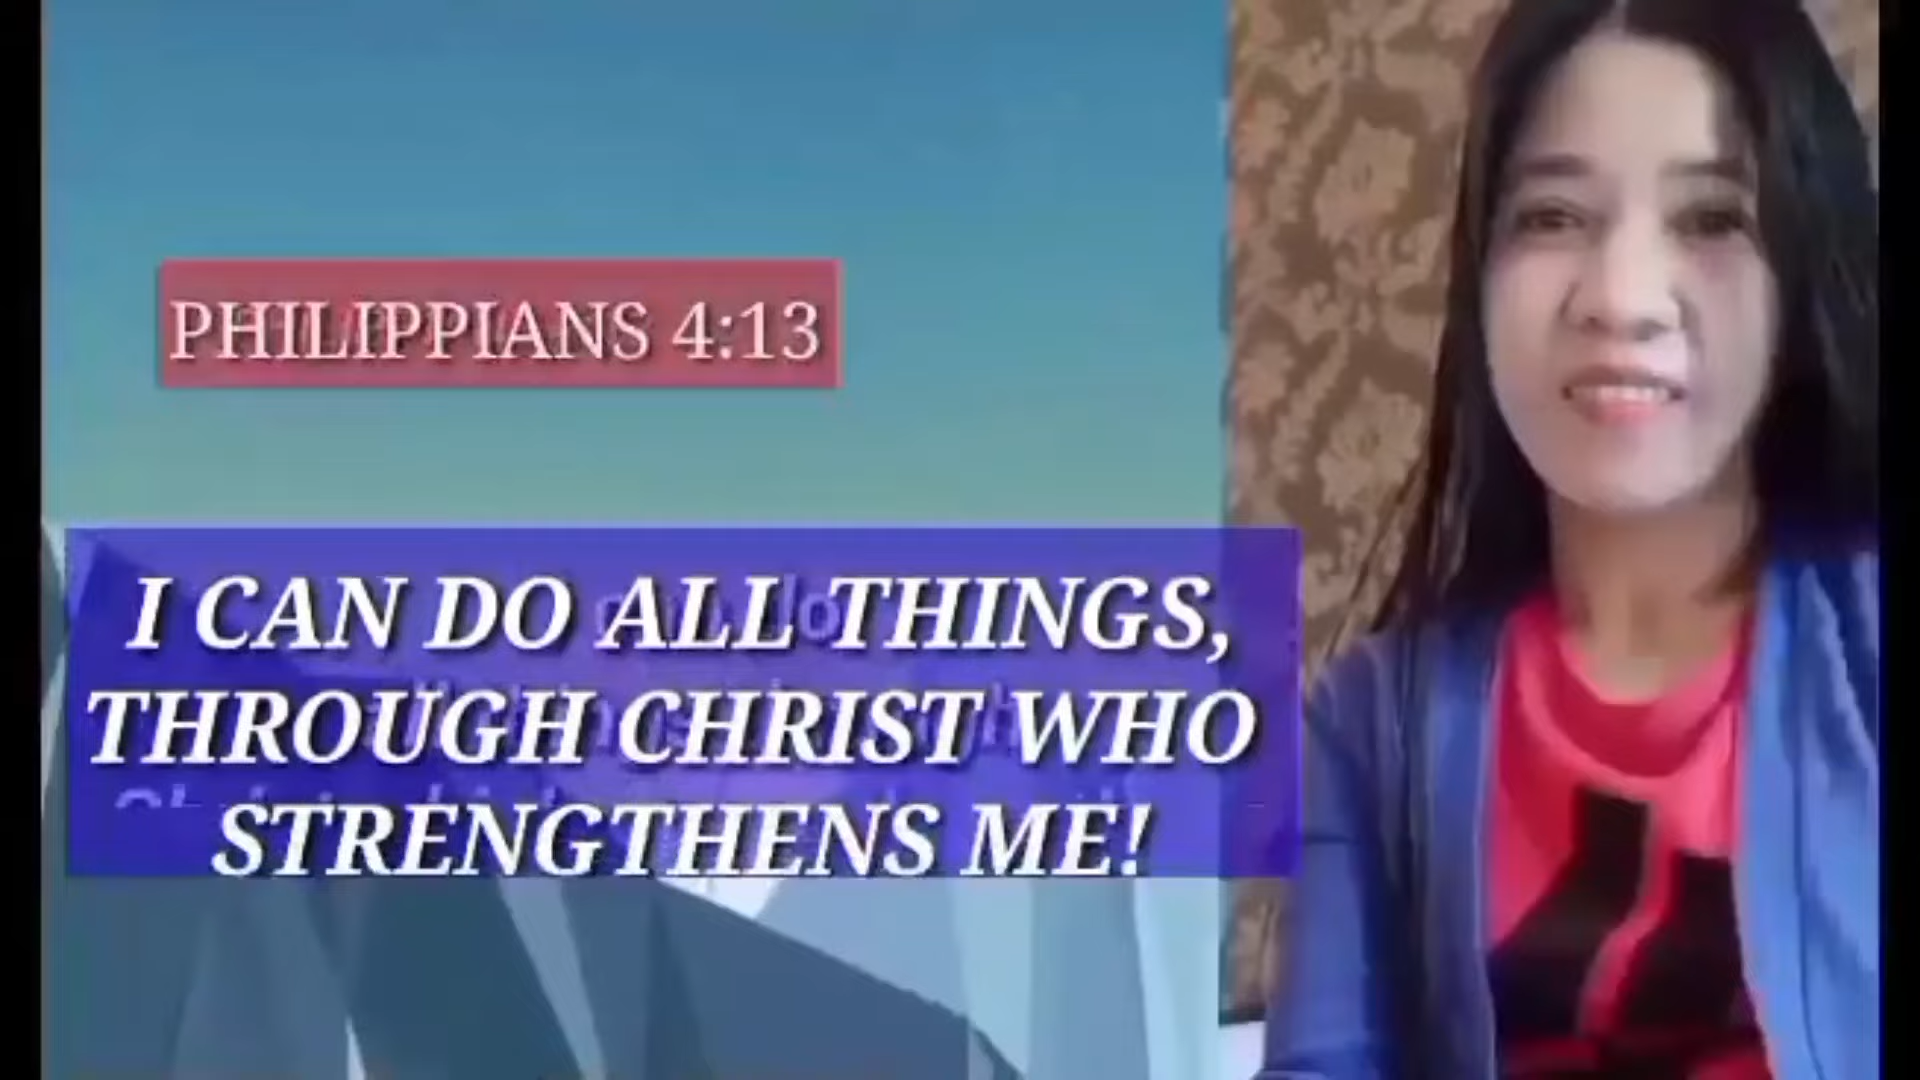 PHILIPPIANS 4:13
I CAN DO ALL THINGS,
THROUGH CHRIST WHO
STRENGTHENS ME!